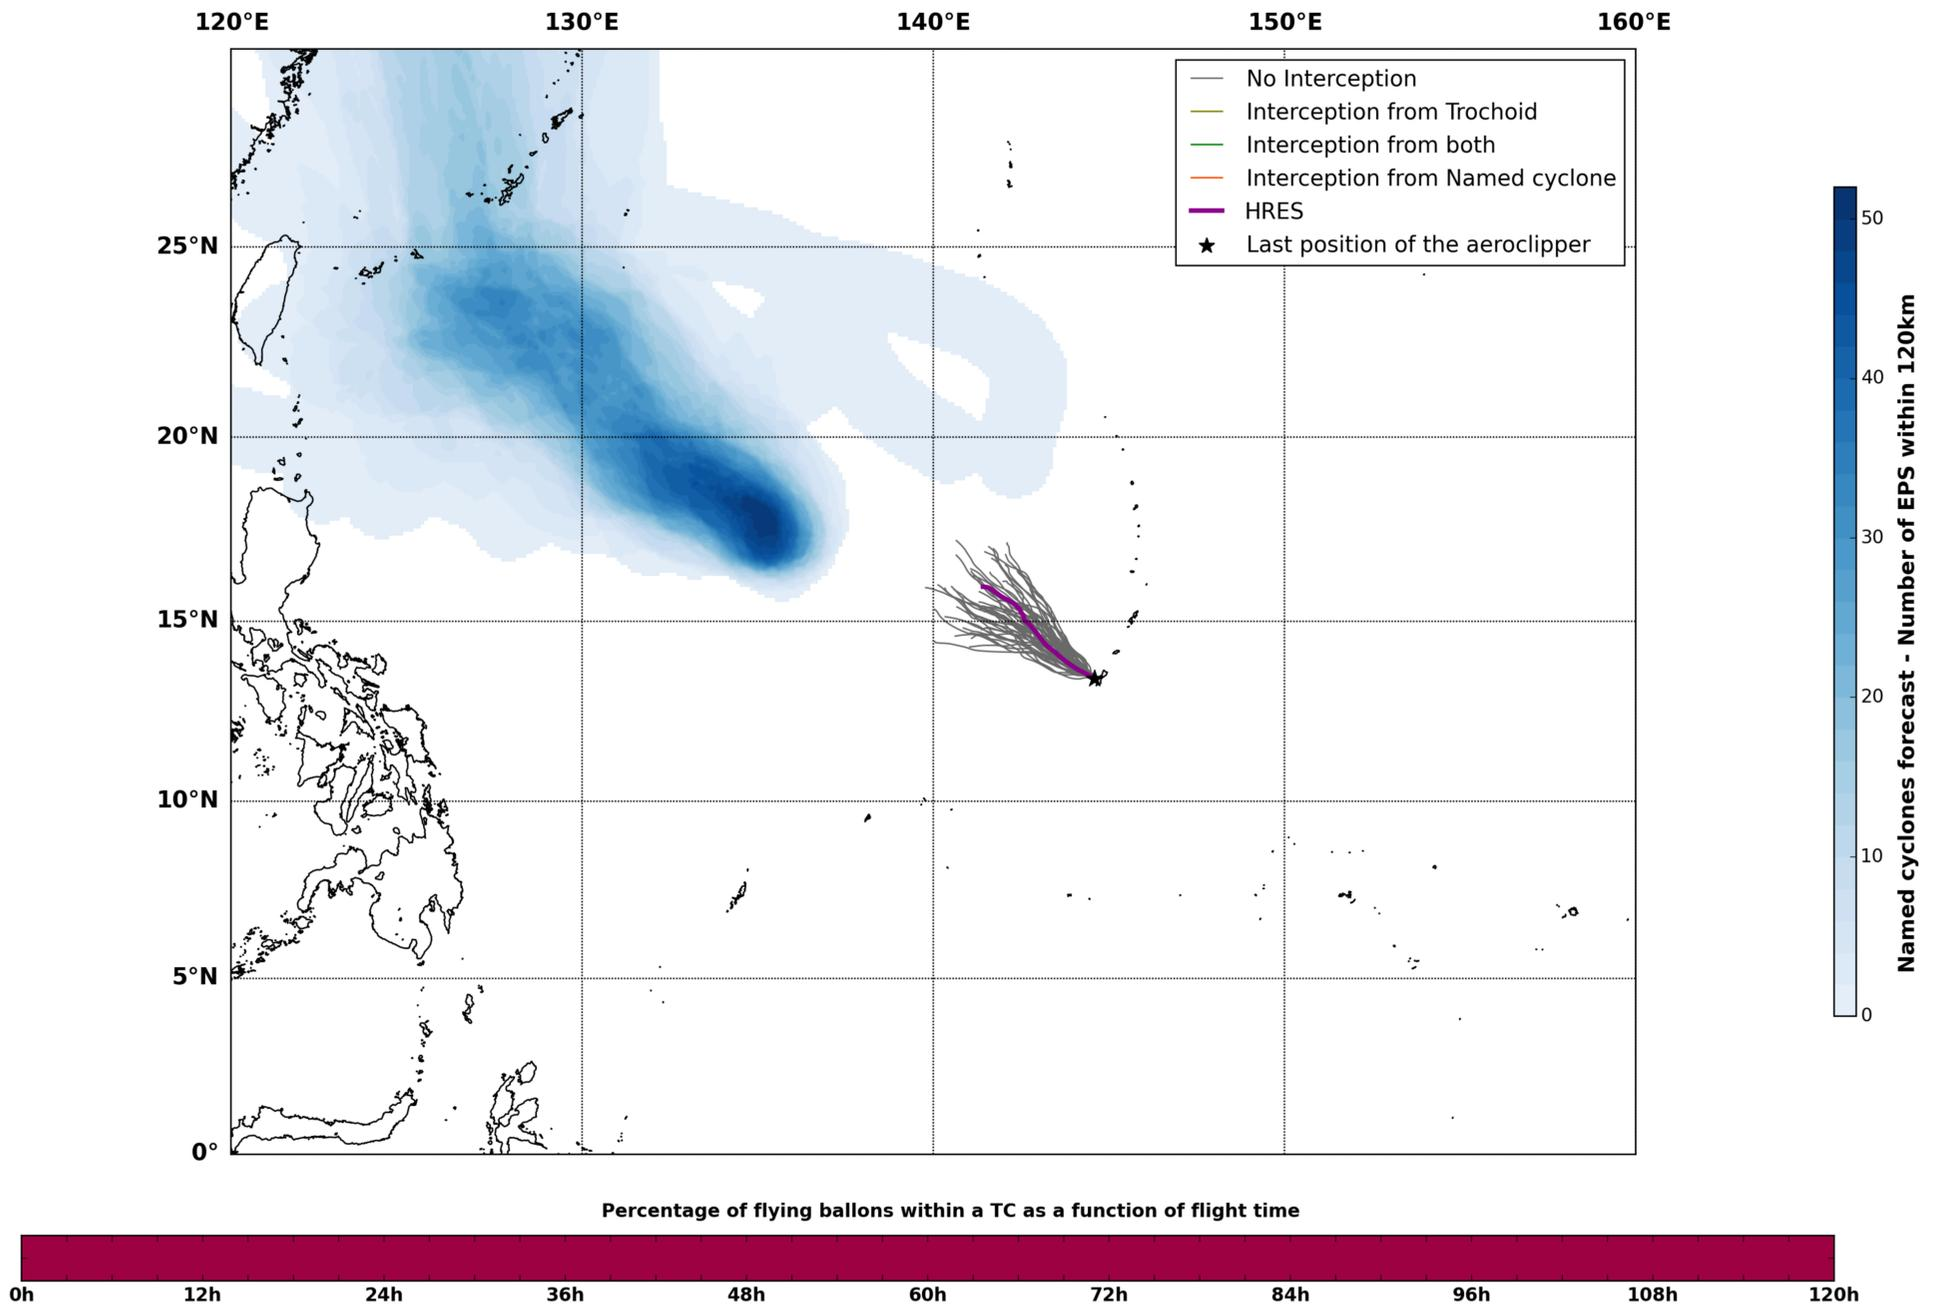 120°E 130°E 140°E 150°E 160°E
No Interception
Interception from Trochoid
Interception from both
Interception from Named cyclone
HRES
Last position of the aeroclipper
25°N
20°N
15°N
10°N
5°N
0°
50
40
30
20
10
0
Named cyclones forecast - Number of EPS within 120km
Percentage of flying ballons within a TC as a function of flight time
0h 12h 24h 36h 48h 60h 72h 84h 96h 108h 120h